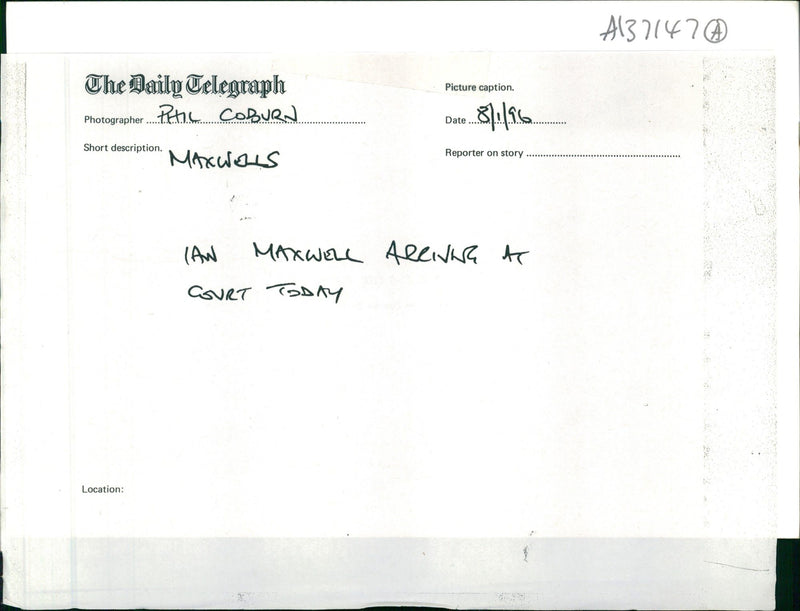 A137147 A
The Daily Telegraph
Picture caption.
Photographer PHIL COBURN
Date 8/1/96
Short description. MAXWELLS
Reporter on story
IAN MAXWELL ARRIVING AT
COURT TODAY
Location: